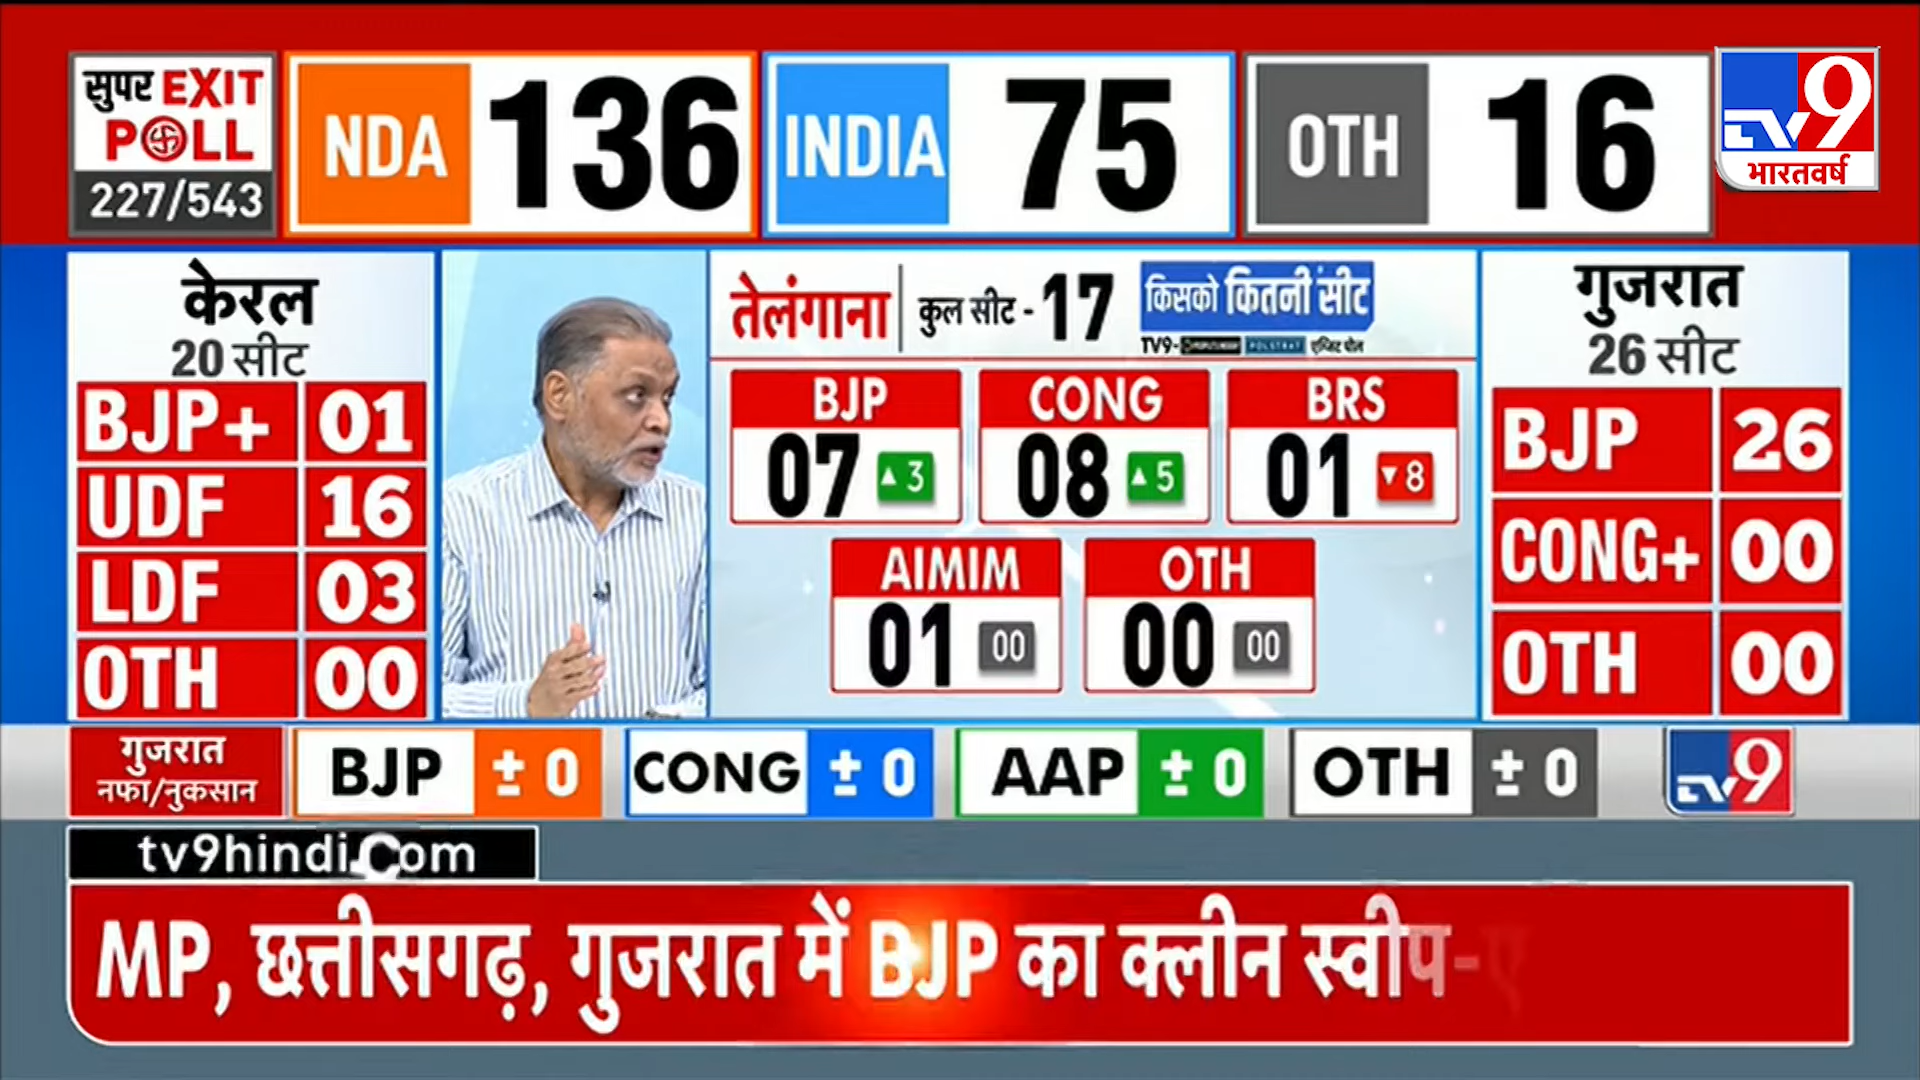 सुपर EXIT
POLL
227/543
NDA 136
INDIA 75
OTH 16
TV9
भारतवर्ष
केरल
20 सीट
BJP+ 01
UDF 16
LDF 03
OTH 00
तेलंगाना
कुल सीट - 17
किसको कितनी सीट
TV9- POLSTRAT एग्जिट पोल
BJP
07 ▲ 3
CONG
08 ▲ 5
BRS
01 ▼ 8
AIMIM
01 00
OTH
00 00
गुजरात
26 सीट
BJP 26
CONG+ 00
OTH 00
गुजरात
नफा/नुकसान
BJP ± 0
CONG ± 0
AAP ± 0
OTH ± 0
TV9
tv9hindi.com
MP, छत्तीसगढ़, गुजरात में BJP का क्लीन स्वीप-